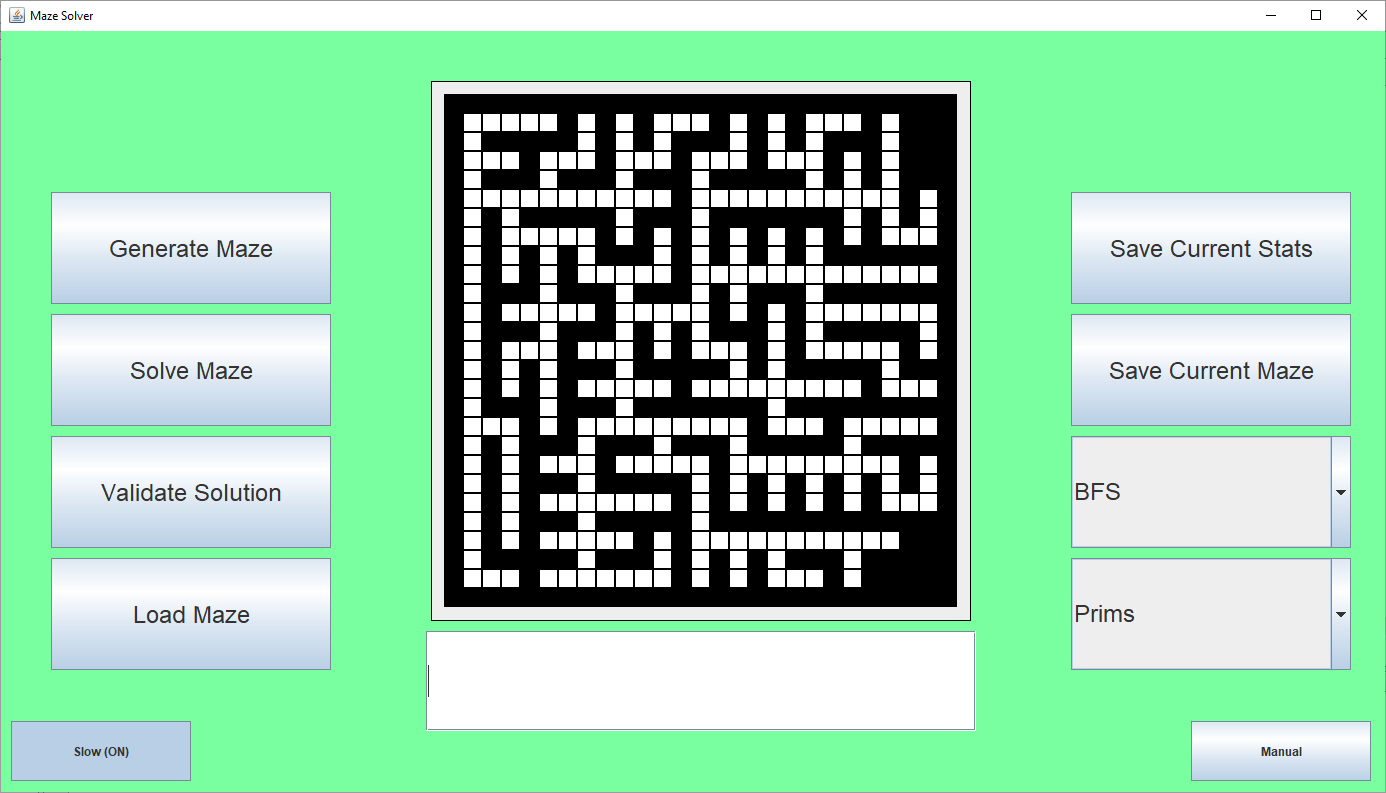 Maze Solver
Generate Maze
Solve Maze
Validate Solution
Load Maze
Slow (ON)
Save Current Stats
Save Current Maze
BFS
Prims
Manual